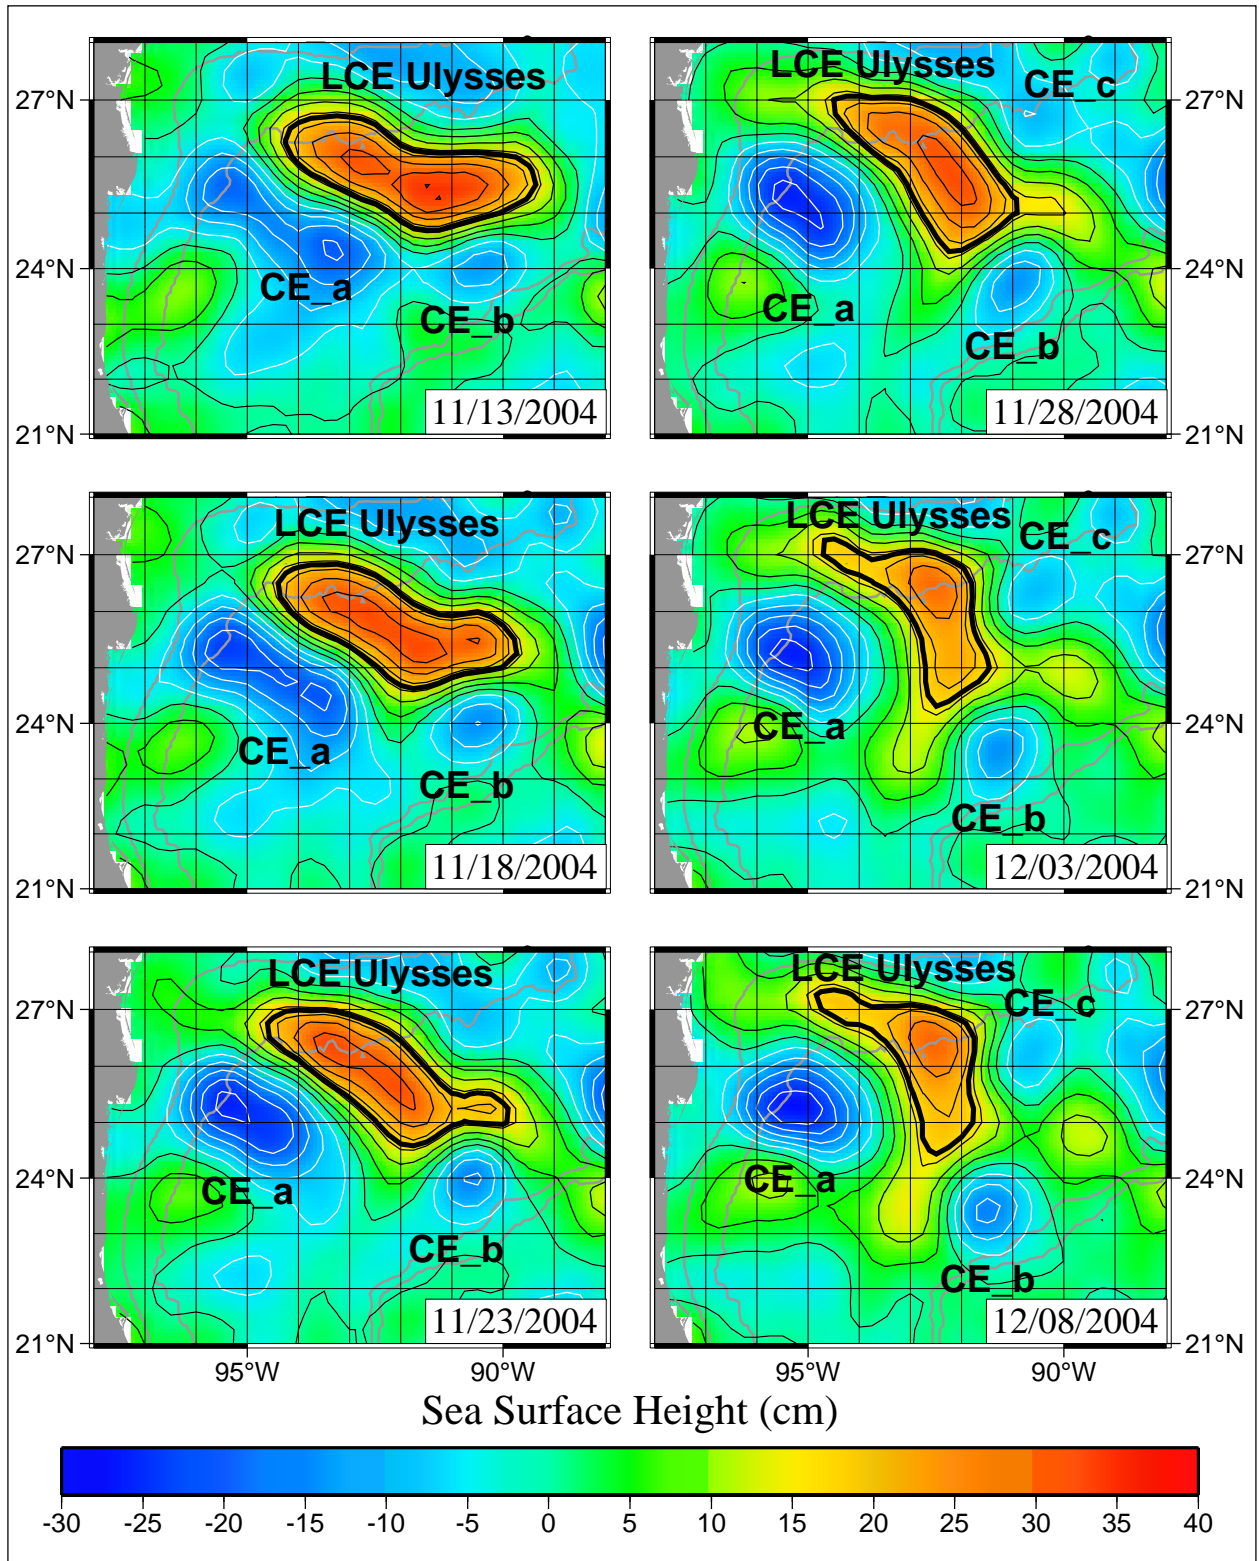 LCE Ulysses
27°N
24°N
21°N
CE_a
CE_b
11/13/2004
LCE Ulysses
CE_c
27°N
24°N
21°N
CE_a
CE_b
11/28/2004
LCE Ulysses
27°N
24°N
21°N
CE_a
CE_b
11/18/2004
LCE Ulysses
CE_c
27°N
24°N
21°N
CE_a
CE_b
12/03/2004
LCE Ulysses
27°N
24°N
21°N
CE_a
CE_b
11/23/2004
95°W 90°W
LCE Ulysses
CE_c
27°N
24°N
21°N
CE_a
CE_b
12/08/2004
95°W 90°W
Sea Surface Height (cm)
-30 -25 -20 -15 -10 -5 0 5 10 15 20 25 30 35 40